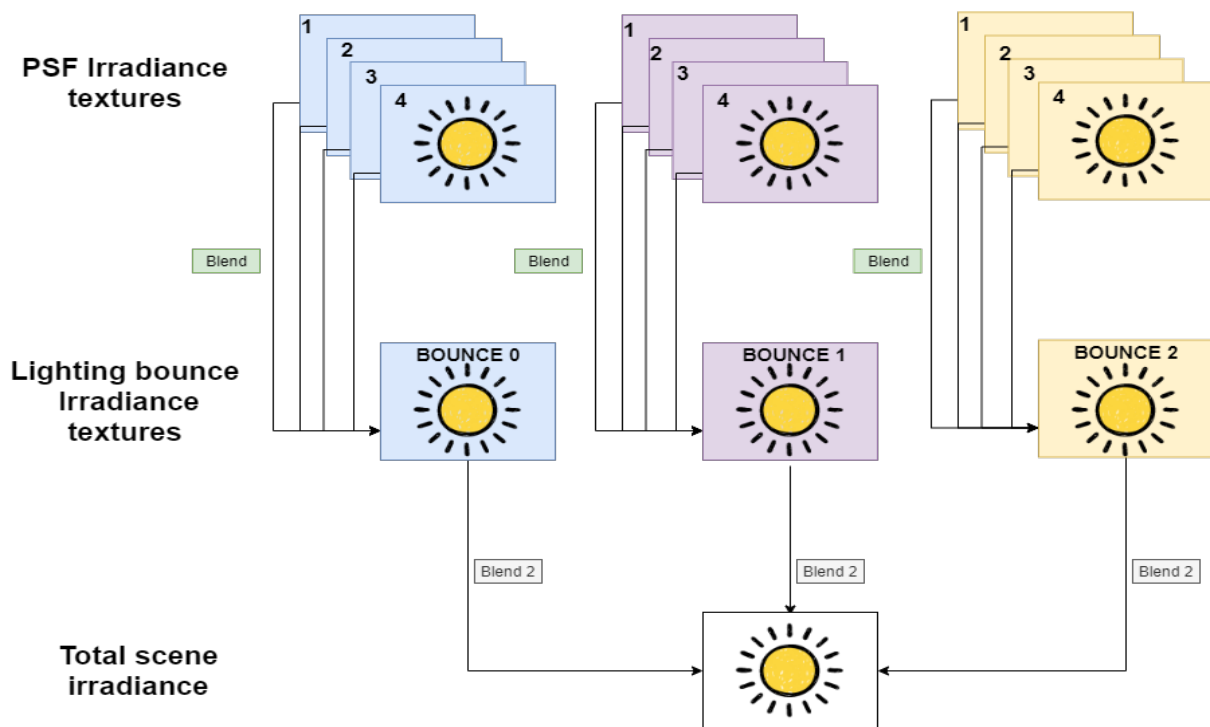 PSF Irradiance
textures
1
2
3
4
1
2
3
4
1
2
3
4
Blend
Blend
Blend
Lighting bounce
Irradiance
textures
BOUNCE 0
BOUNCE 1
BOUNCE 2
Blend 2
Blend 2
Blend 2
Total scene
irradiance